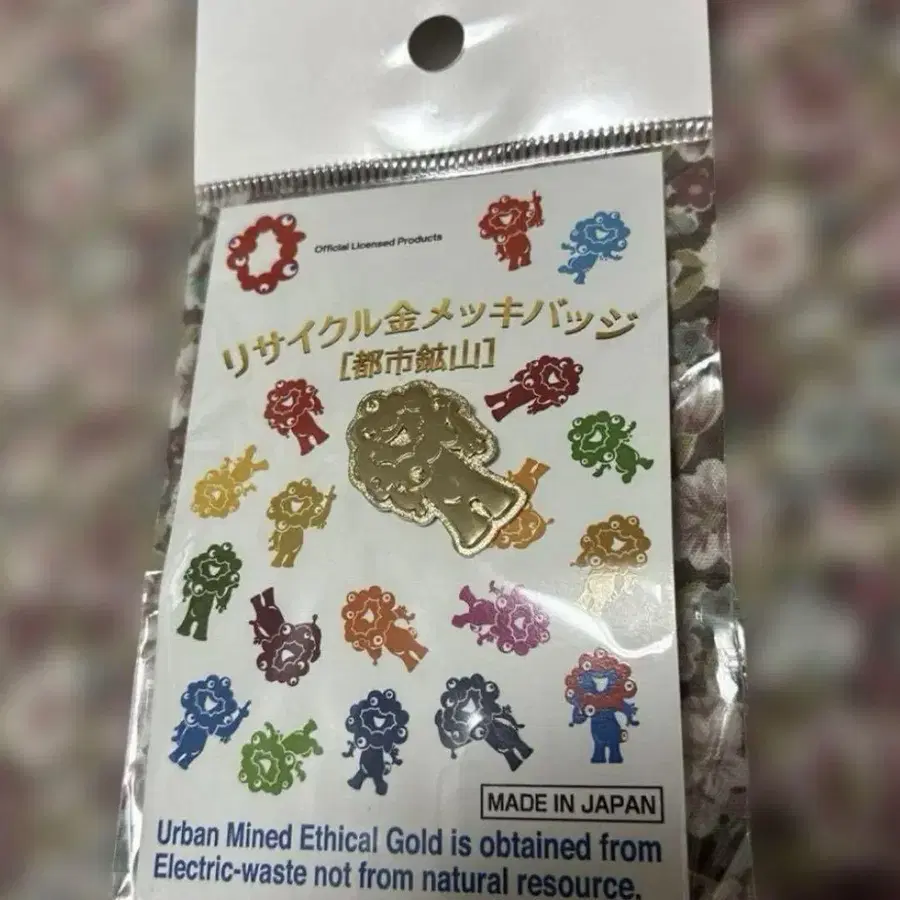 Official Licensed Products
リサイクル金メッキバッジ
[都市鉱山]
MADE IN JAPAN
Urban Mined Ethical Gold is obtained from
Electric-waste not from natural resource.